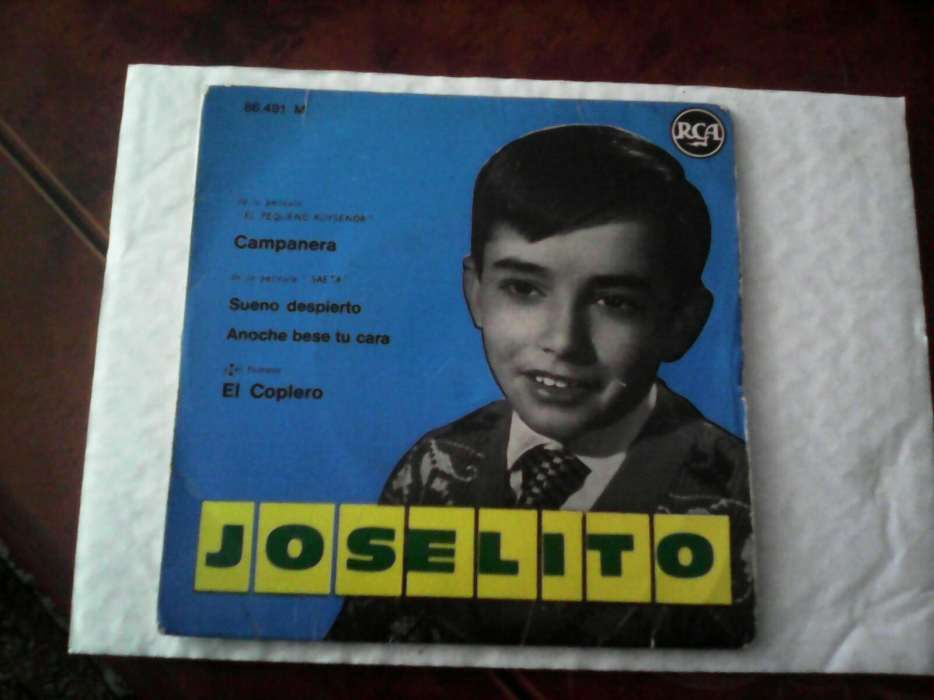 86.491 M
RCA
de la película
"EL PEQUEÑO RUYSEÑOR"
Campanera
de la película "SAETA"
Sueno despierto
Anoche bese tu cara
El Coplero
JOSELITO